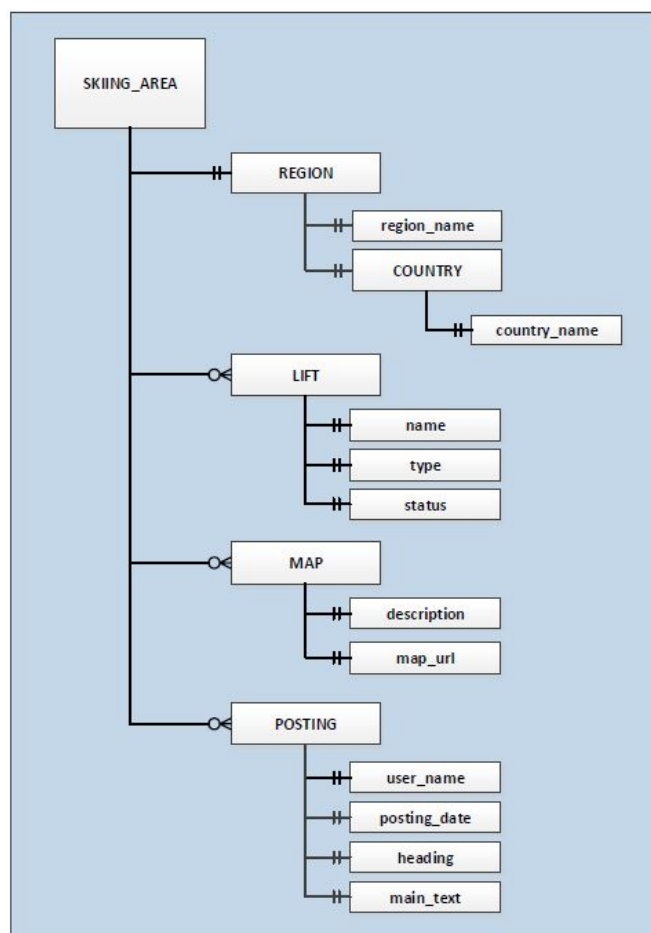 SKIING_AREA
REGION
region_name
COUNTRY
country_name
LIFT
name
type
status
MAP
description
map_url
POSTING
user_name
posting_date
heading
main_text